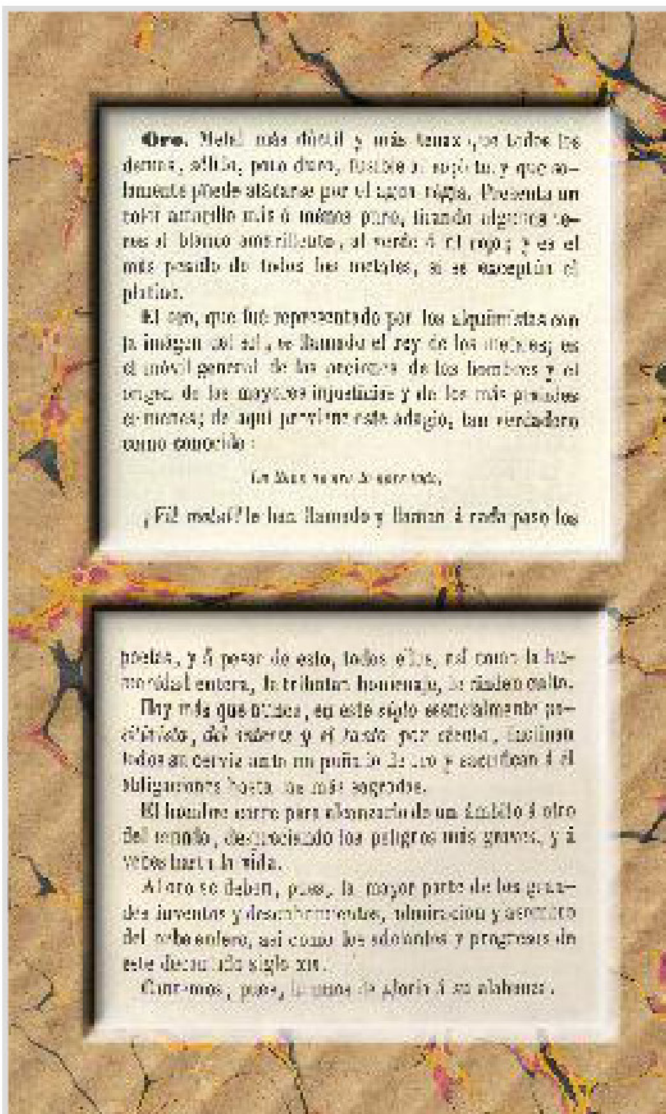 Oro. Metal más dúctil y más tenaz que todos los
demas, sólido, poco duro, fusible al soplete, y que so-
lamente puede atacarse por el agua régia. Presenta un
color amarillo más ó ménos puro, tirando algunas ve-
ces al blanco amarillento, al verde ó al rojo; y es el
más pesado de todos los metales, si se exceptúa el
platino.
El oro, que fué representado por los alquimistas con
la imágen del sol, es llamado el rey de los metales; es
el móvil general de las acciones de los hombres y el
orígen de las mayores injusticias y de los más grandes
crímenes; de aquí proviene este adagio, tan verdadero
como conocido:
¡Vil metal! le han llamado y llaman á cada paso los
poetas, y á pesar de esto, todos ellos, así como la hu-
manidad entera, le tributan homenaje, le rinden culto.
Hoy más que nunca, en este siglo esencialmente po-
sitivista, del interes y el tanto por ciento, inclinan
todos su cerviz ante un puñado de oro y sacrifican á él
obligaciones hasta las más sagradas.
El hombre corre para alcanzarlo de un ámbito á otro
del mundo, despreciando los peligros más graves, y á
veces hasta la vida.
Al oro se deben, pues, la mayor parte de los gran-
des inventos y descubrimientos, admiracion y asombro
del orbe entero, así como los adelantos y progresos de
este decantado siglo XIX.
Cantemos, pues, himnos de gloria á su alabanza.